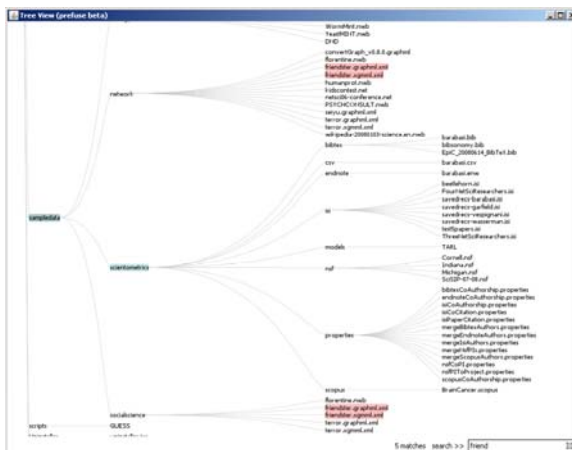 Tree View (prefuse beta)
WormMint.nwb
YeastMINT.nwb
DHD
network
convertGraph_v0.8.0.graphml
florentine.nwb
friendster.graphml.xml
friendster.xgmml.xml
humanprot.nwb
kidscontest.net
netsci06-conference.net
PSYCHCONSULT.nwb
seiyu.graphml.xml
terror.graphml.xml
terror.xgmml.xml
wikipedia-20080103-science.en.nwb
bibtex
barabasi.bib
bibsonomy.bib
csv
barabasi.csv
endnote
barabasi.enw
sampledata
scientometrics
isi
FourNetSciResearchers.isi
savedrecs-barabasi.isi
savedrecs-garfield.isi
savedrecs-vespignani.isi
savedrecs-wasserman.isi
testpapers.isi
ThreeNetSciResearchers.isi
models
TARL
nsf
Cornell.nsf
Indiana.nsf
Michigan.nsf
SciSIP-07-08.nsf
properties
bibtexCoAuthorship.properties
endnoteCoAuthorship.properties
isiCoAuthorship.properties
isiCoCitation.properties
isiPaperCitation.properties
mergeBibtexAuthors.properties
mergeEndnoteAuthors.properties
mergeIsiAuthors.properties
mergeNsfPIs.properties
mergeScopusAuthors.properties
nsfCoPI.properties
nsfPIToProject.properties
scopusCoAuthorship.properties
scopus
BrainCancer.scopus
socialscience
florentine.nwb
friendster.graphml.xml
friendster.xgmml.xml
terror.graphml.xml
terror.xgmml.xml
scripts
GUESS
5 matches search >> friend